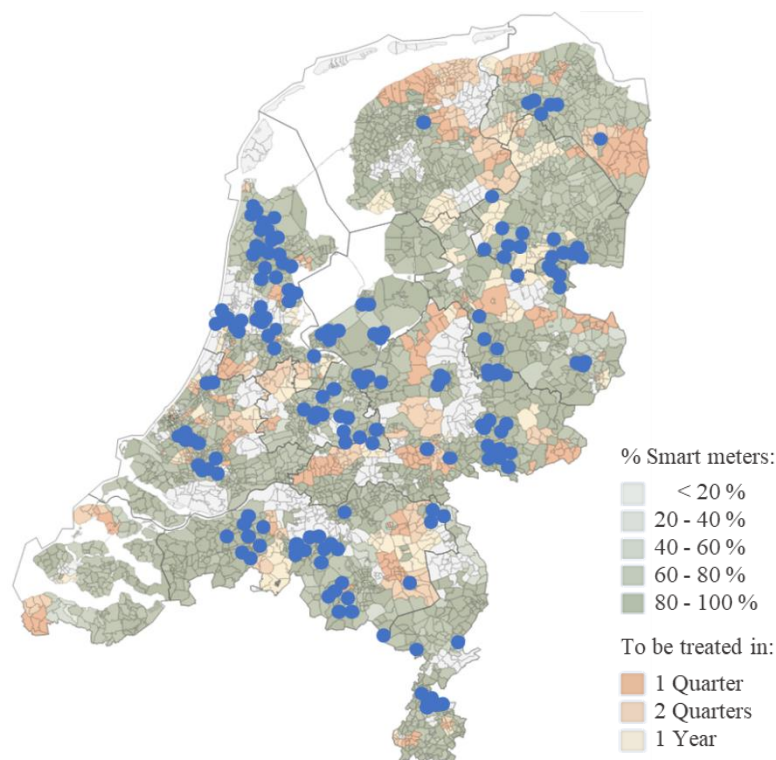 % Smart meters:
< 20 %
20 - 40 %
40 - 60 %
60 - 80 %
80 - 100 %
To be treated in:
1 Quarter
2 Quarters
1 Year